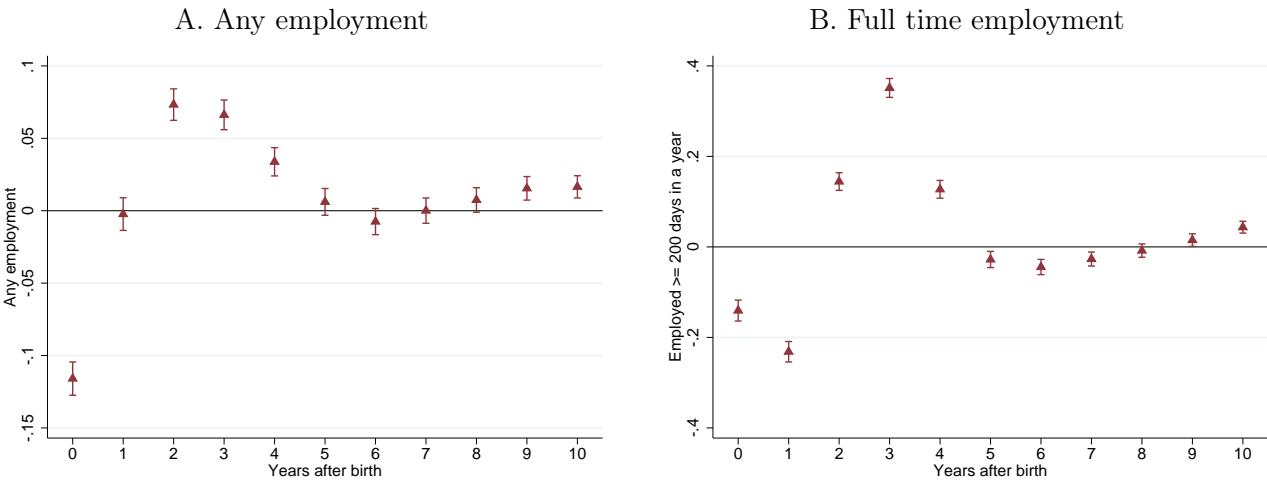 A. Any employment
Any employment
.1
.05
0
-.05
-.1
-.15
0 1 2 3 4 5 6 7 8 9 10
Years after birth
B. Full time employment
Employed >= 200 days in a year
.4
.2
0
-.2
-.4
0 1 2 3 4 5 6 7 8 9 10
Years after birth